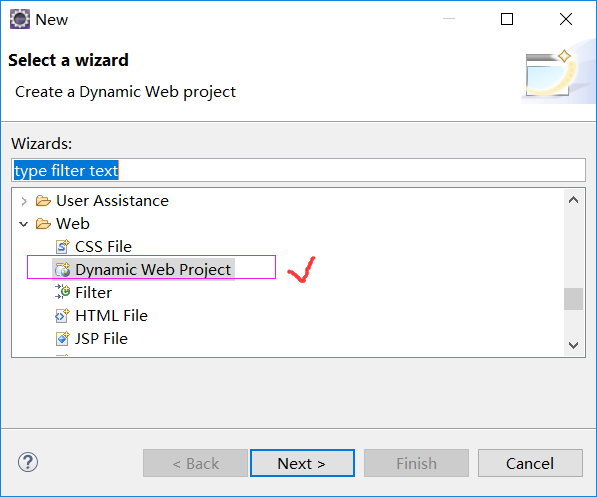 New
Select a wizard
Create a Dynamic Web project
Wizards:
type filter text
User Assistance
Web
CSS File
Dynamic Web Project
Filter
HTML File
JSP File
?
< Back
Next >
Finish
Cancel